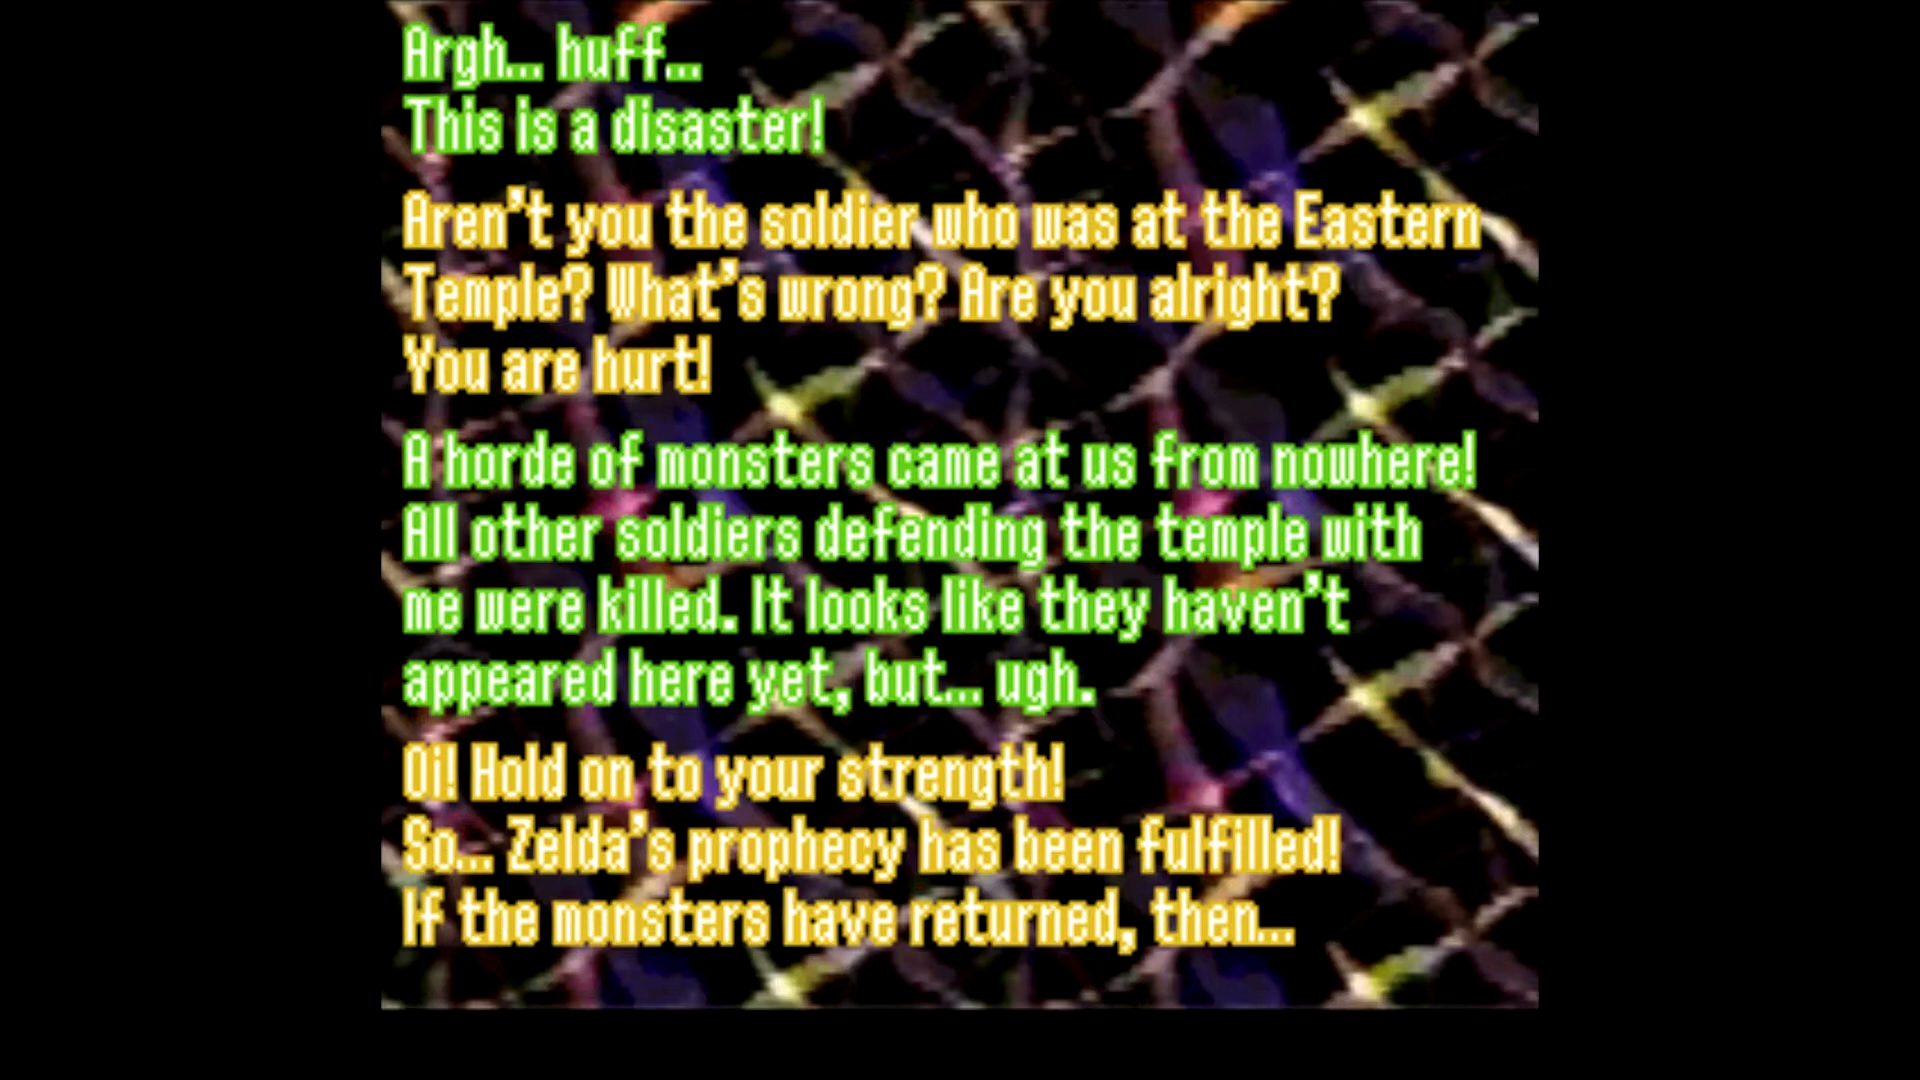 Argh... huff...
This is a disaster!
Aren't you the soldier who was at the Eastern
Temple? What's wrong? Are you alright?
You are hurt!
A horde of monsters came at us from nowhere!
All other soldiers defending the temple with
me were killed. It looks like they haven't
appeared here yet, but... ugh.
Oi! Hold on to your strength!
So... Zelda's prophecy has been fulfilled!
If the monsters have returned, then...